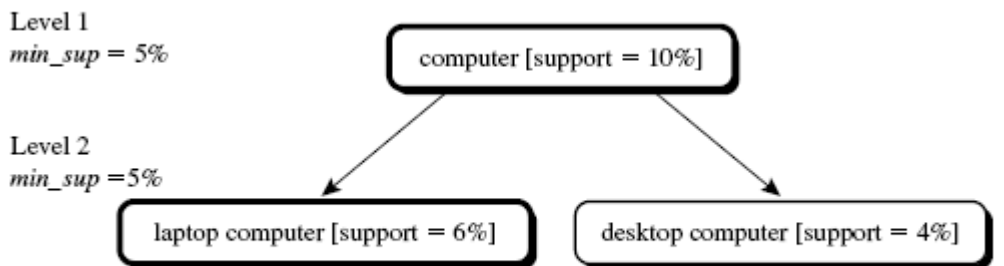 Level 1
min_sup = 5%
computer [support = 10%]
Level 2
min_sup =5%
laptop computer [support = 6%]
desktop computer [support = 4%]